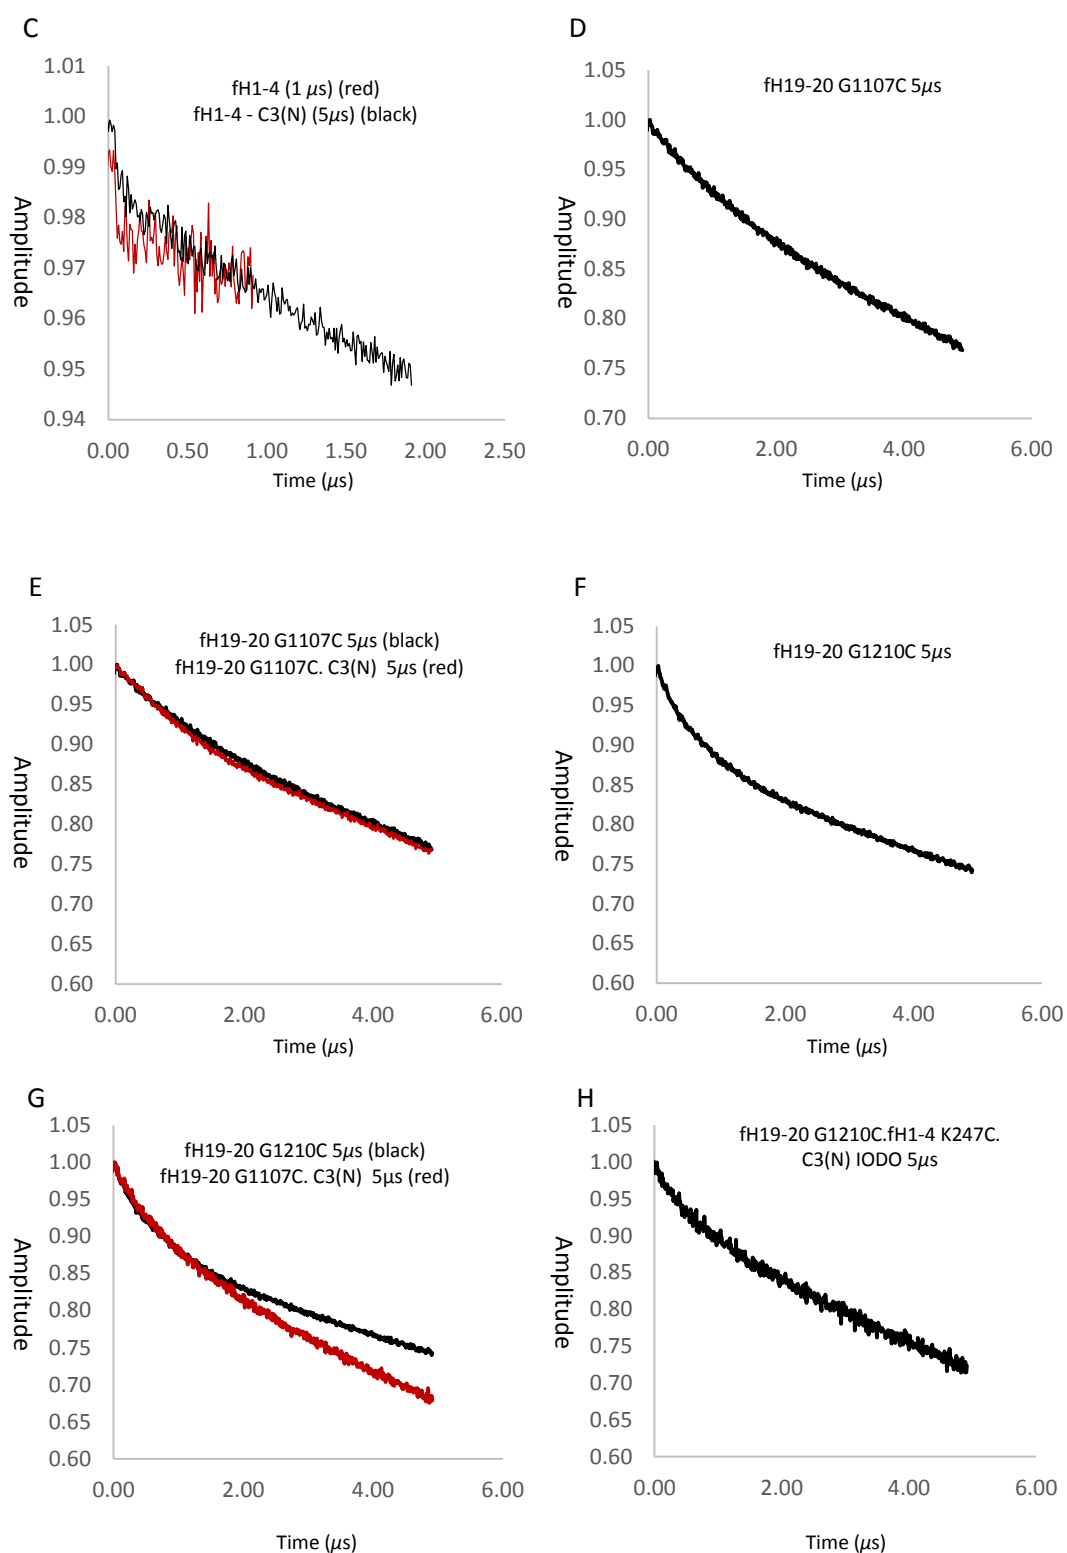 C
1.01
1.00
0.99
0.98
0.97
0.96
0.95
0.94
Amplitude
fH1-4 (1 µs) (red)
fH1-4 - C3(N) (5µs) (black)
0.00 0.50 1.00 1.50 2.00 2.50
Time (µs)
D
1.05
1.00
0.95
0.90
0.85
0.80
0.75
0.70
Amplitude
fH19-20 G1107C 5µs
0.00 2.00 4.00 6.00
Time (µs)
E
1.05
1.00
0.95
0.90
0.85
0.80
0.75
0.70
0.65
0.60
Amplitude
fH19-20 G1107C 5µs (black)
fH19-20 G1107C. C3(N) 5µs (red)
0.00 2.00 4.00 6.00
Time (µs)
F
1.05
1.00
0.95
0.90
0.85
0.80
0.75
0.70
0.65
0.60
Amplitude
fH19-20 G1210C 5µs
0.00 2.00 4.00 6.00
Time (µs)
G
1.05
1.00
0.95
0.90
0.85
0.80
0.75
0.70
0.65
0.60
Amplitude
fH19-20 G1210C 5µs (black)
fH19-20 G1107C. C3(N) 5µs (red)
0.00 2.00 4.00 6.00
Time (µs)
H
1.05
1.00
0.95
0.90
0.85
0.80
0.75
0.70
0.65
0.60
Amplitude
fH19-20 G1210C.fH1-4 K247C.
C3(N) IODO 5µs
0.00 2.00 4.00 6.00
Time (µs)